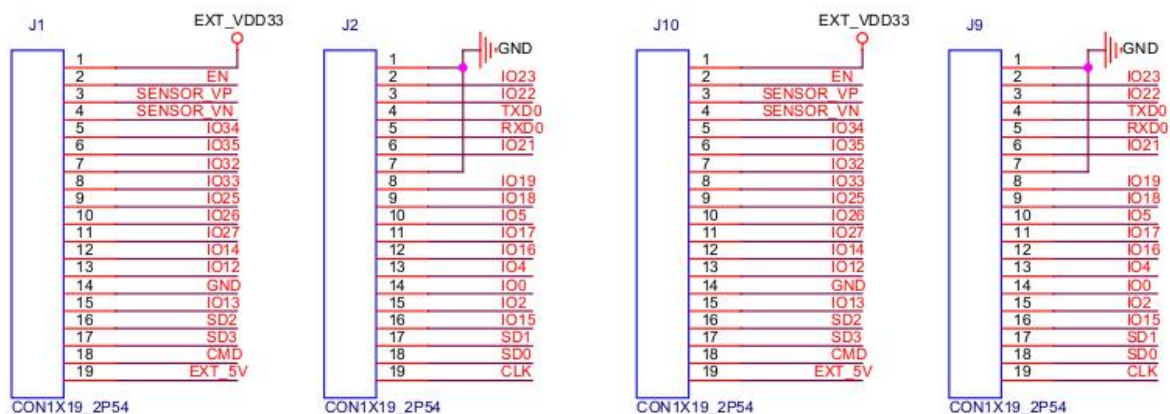 J1
EXT_VDD33
1
2 EN
3 SENSOR_VP
4 SENSOR_VN
5 IO34
6 IO35
7 IO32
8 IO33
9 IO25
10 IO26
11 IO27
12 IO14
13 IO12
14 GND
15 IO13
16 SD2
17 SD3
18 CMD
19 EXT_5V
CON1X19_2P54
J2
GND
1
2 IO23
3 IO22
4 TXD0
5 RXD0
6 IO21
7
8 IO19
9 IO18
10 IO5
11 IO17
12 IO16
13 IO4
14 IO0
15 IO2
16 IO15
17 SD1
18 SD0
19 CLK
CON1X19_2P54
J10
EXT_VDD33
1
2 EN
3 SENSOR_VP
4 SENSOR_VN
5 IO34
6 IO35
7 IO32
8 IO33
9 IO25
10 IO26
11 IO27
12 IO14
13 IO12
14 GND
15 IO13
16 SD2
17 SD3
18 CMD
19 EXT_5V
CON1X19_2P54
J9
GND
1
2 IO23
3 IO22
4 TXD0
5 RXD0
6 IO21
7
8 IO19
9 IO18
10 IO5
11 IO17
12 IO16
13 IO4
14 IO0
15 IO2
16 IO15
17 SD1
18 SD0
19 CLK
CON1X19_2P54